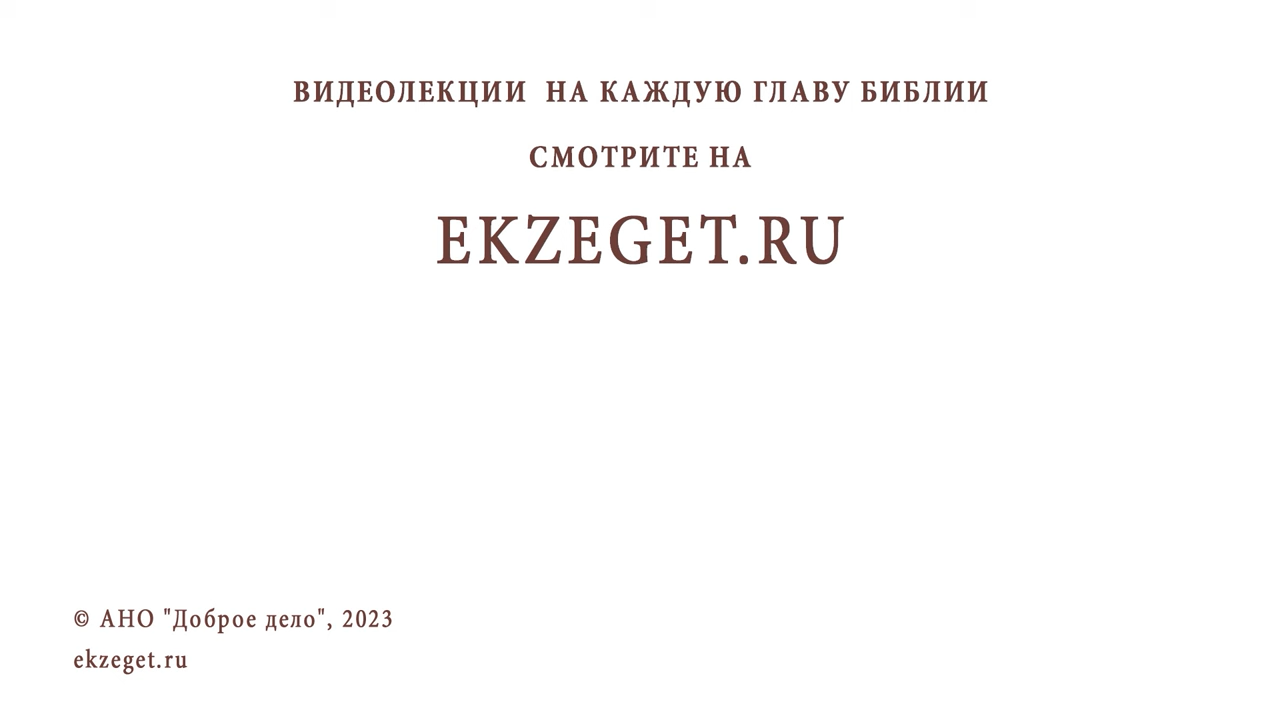 ВИДЕОЛЕКЦИИ НА КАЖДУЮ ГЛАВУ БИБЛИИ
СМОТРИТЕ НА
EKZEGET.RU
© АНО "Доброе дело", 2023
ekzeget.ru